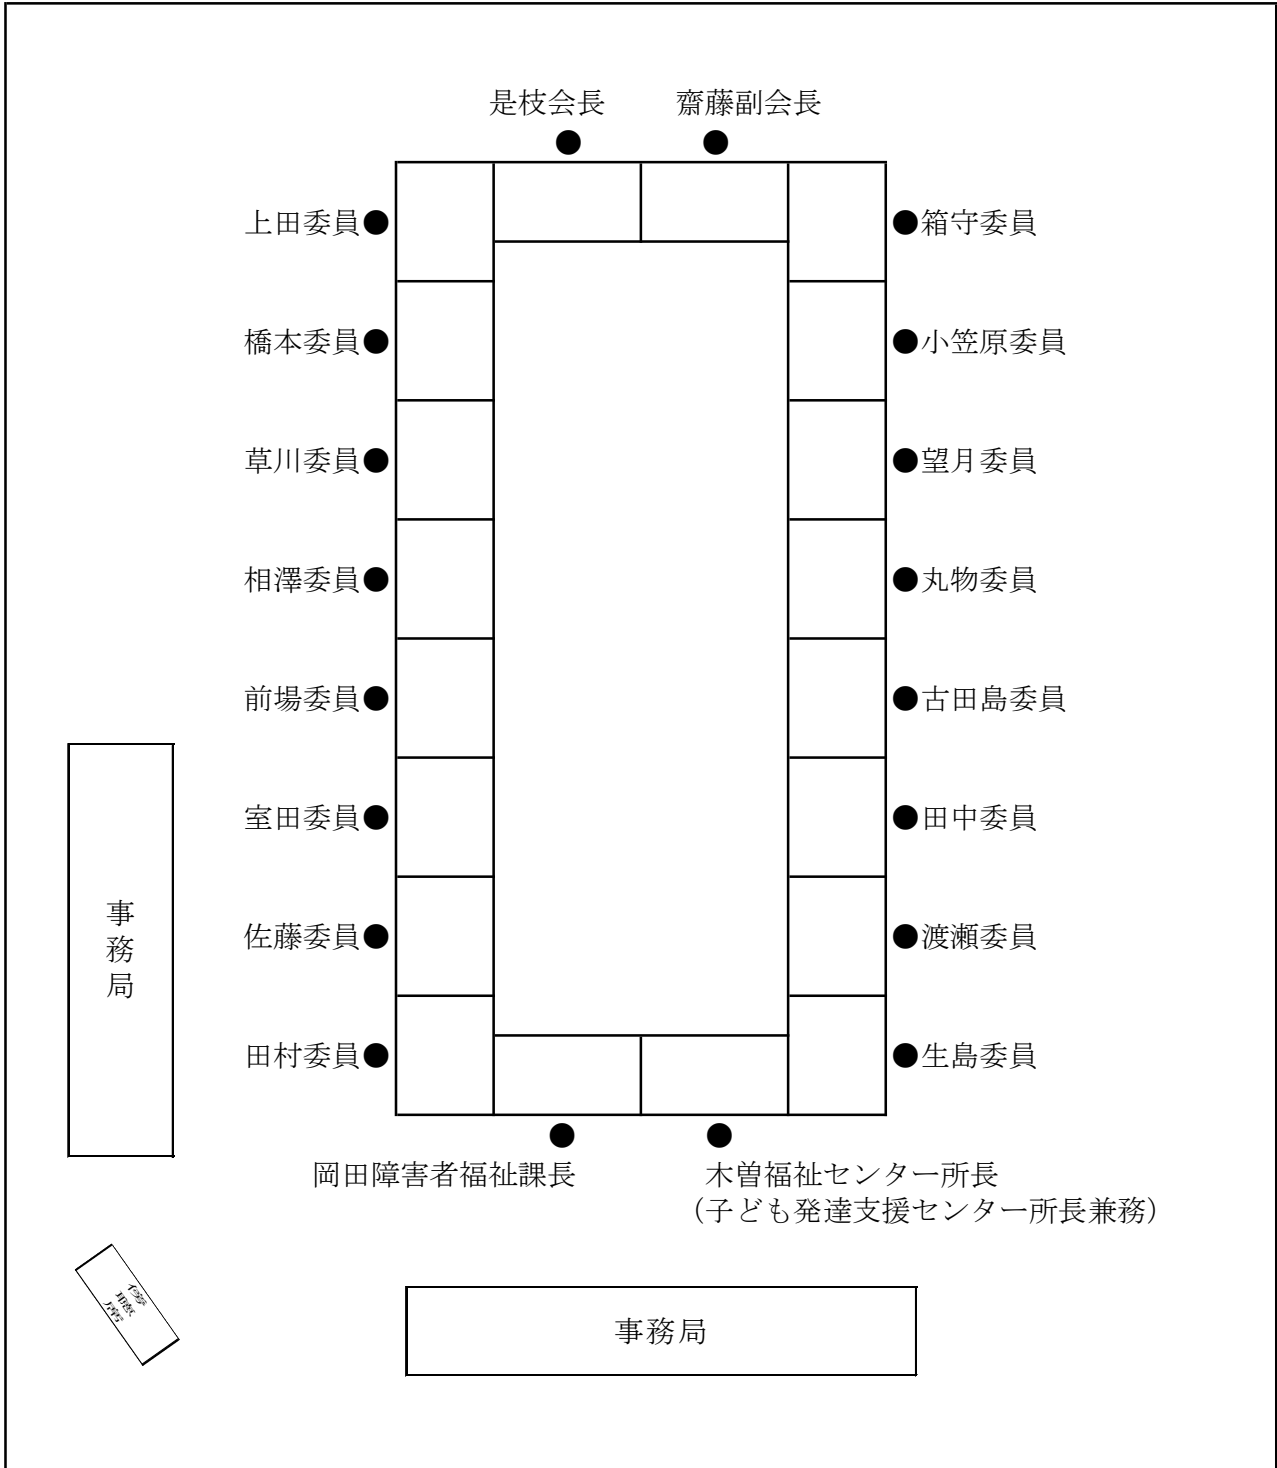 是枝会長 齋藤副会長
上田委員● ●箱守委員
橋本委員● ●小笠原委員
草川委員● ●望月委員
相澤委員● ●丸物委員
前場委員● ●古田島委員
室田委員● ●田中委員
佐藤委員● ●渡瀬委員
田村委員● ●生島委員
事務局
岡田障害者福祉課長 木曽福祉センター所長
（子ども発達支援センター所長兼務）
傍聴席
事務局